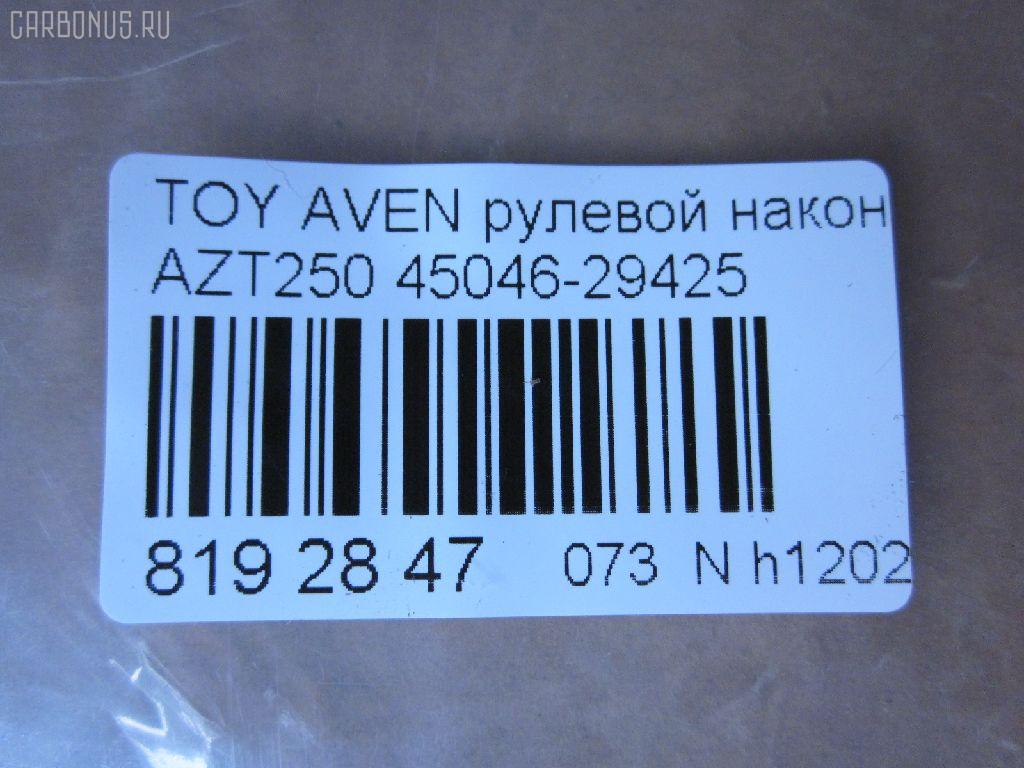 CARBONUS.RU
TOY AVEN рулевой након
AZT250 45046-29425
819 28 47 073 N h1202